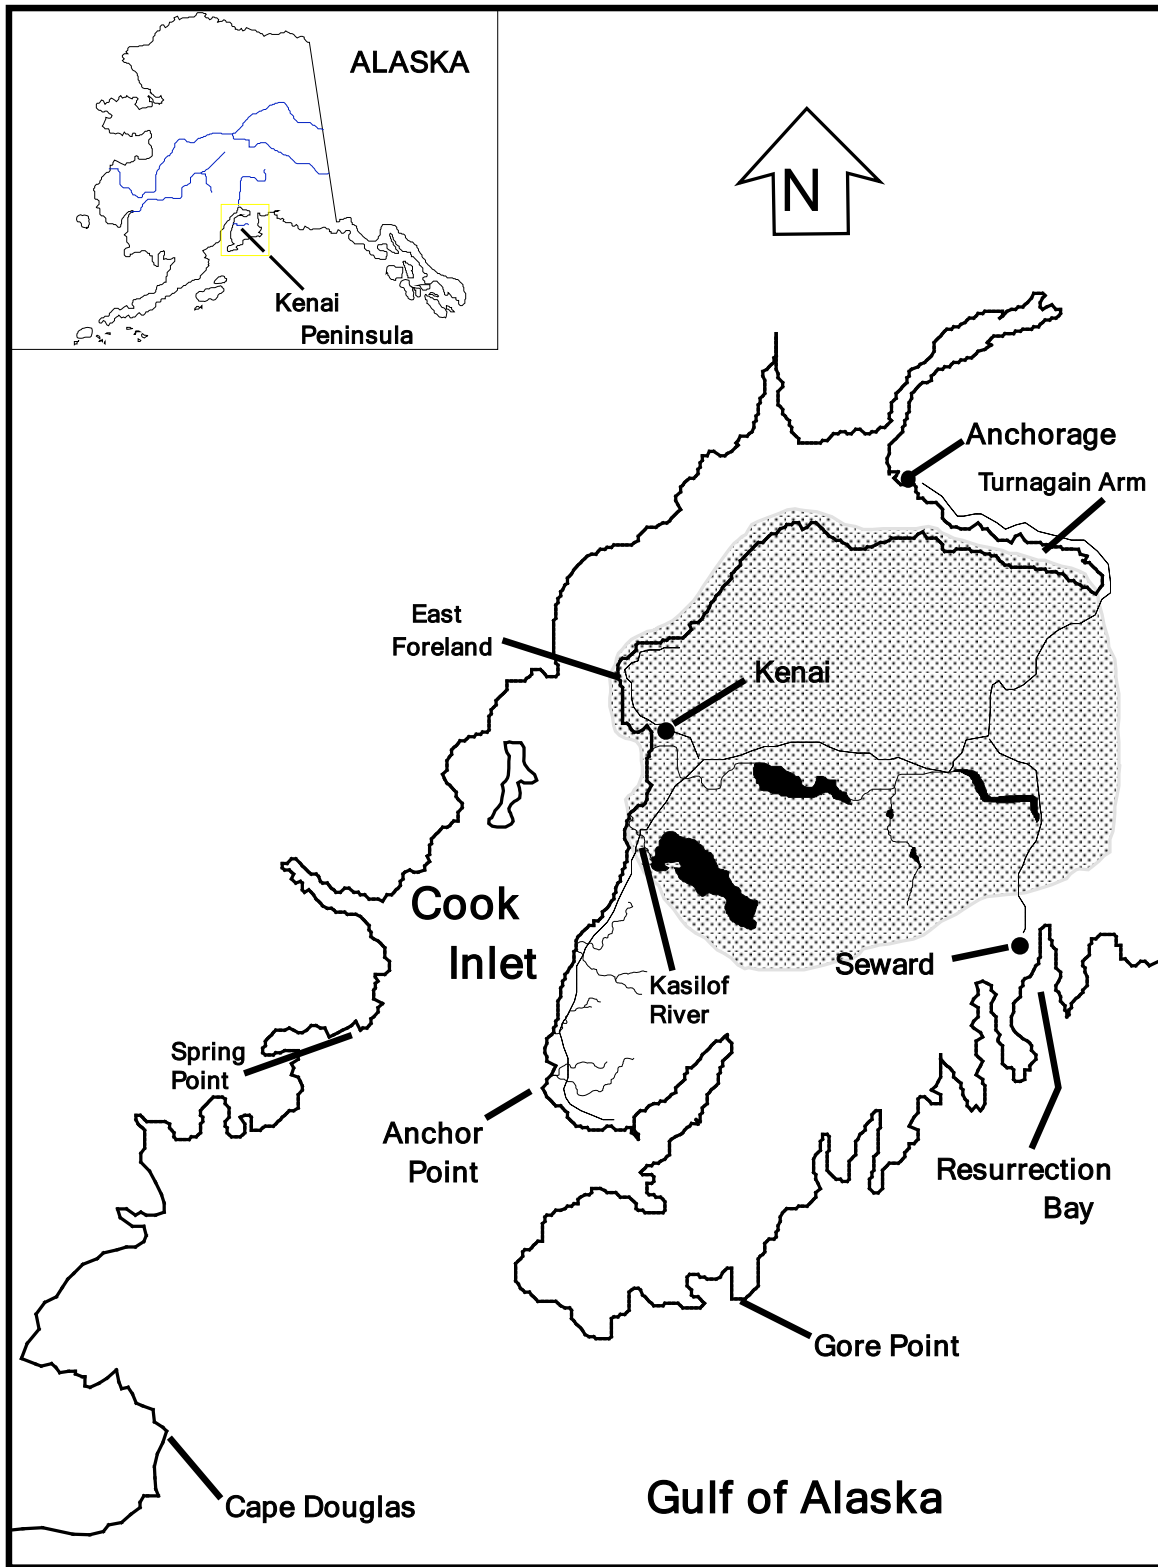 ALASKA
Kenai
Peninsula
N
Anchorage
Turnagain Arm
East
Foreland
Kenai
Cook
Inlet
Seward
Kasilof
River
Spring
Point
Anchor
Point
Resurrection
Bay
Gore Point
Cape Douglas
Gulf of Alaska